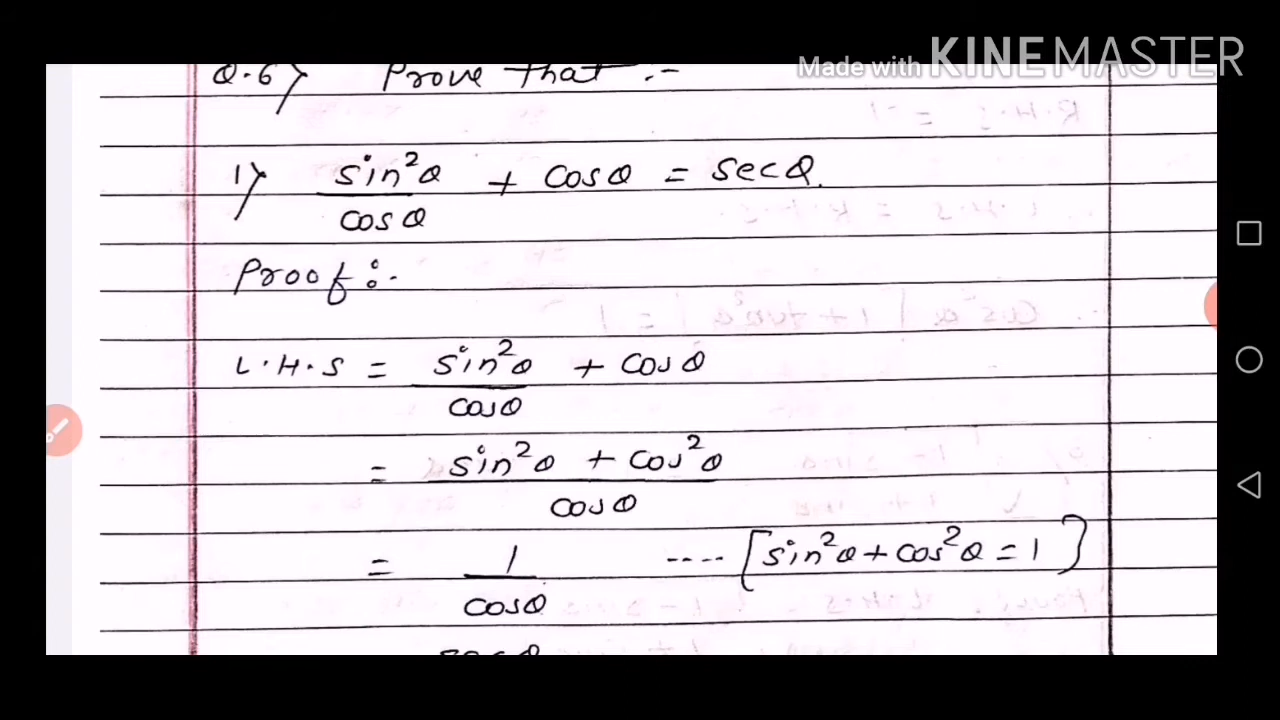 Made with KINEMASTER
Q.6) Prove that :-
1) sin²θ/cosθ + cosθ = secθ.
Proof :-
L.H.S = sin²θ/cosθ + cosθ
= sin²θ + cos²θ/cosθ
= 1/cosθ ---- [sin²θ + cos²θ = 1]